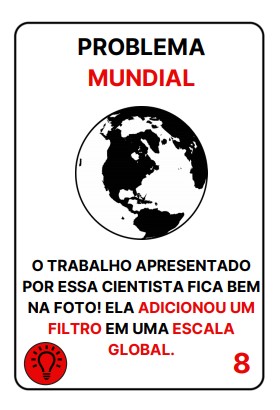 PROBLEMA
MUNDIAL
O TRABALHO APRESENTADO
POR ESSA CIENTISTA FICA BEM
NA FOTO! ELA ADICIONOU UM
FILTRO EM UMA ESCALA
GLOBAL.
8